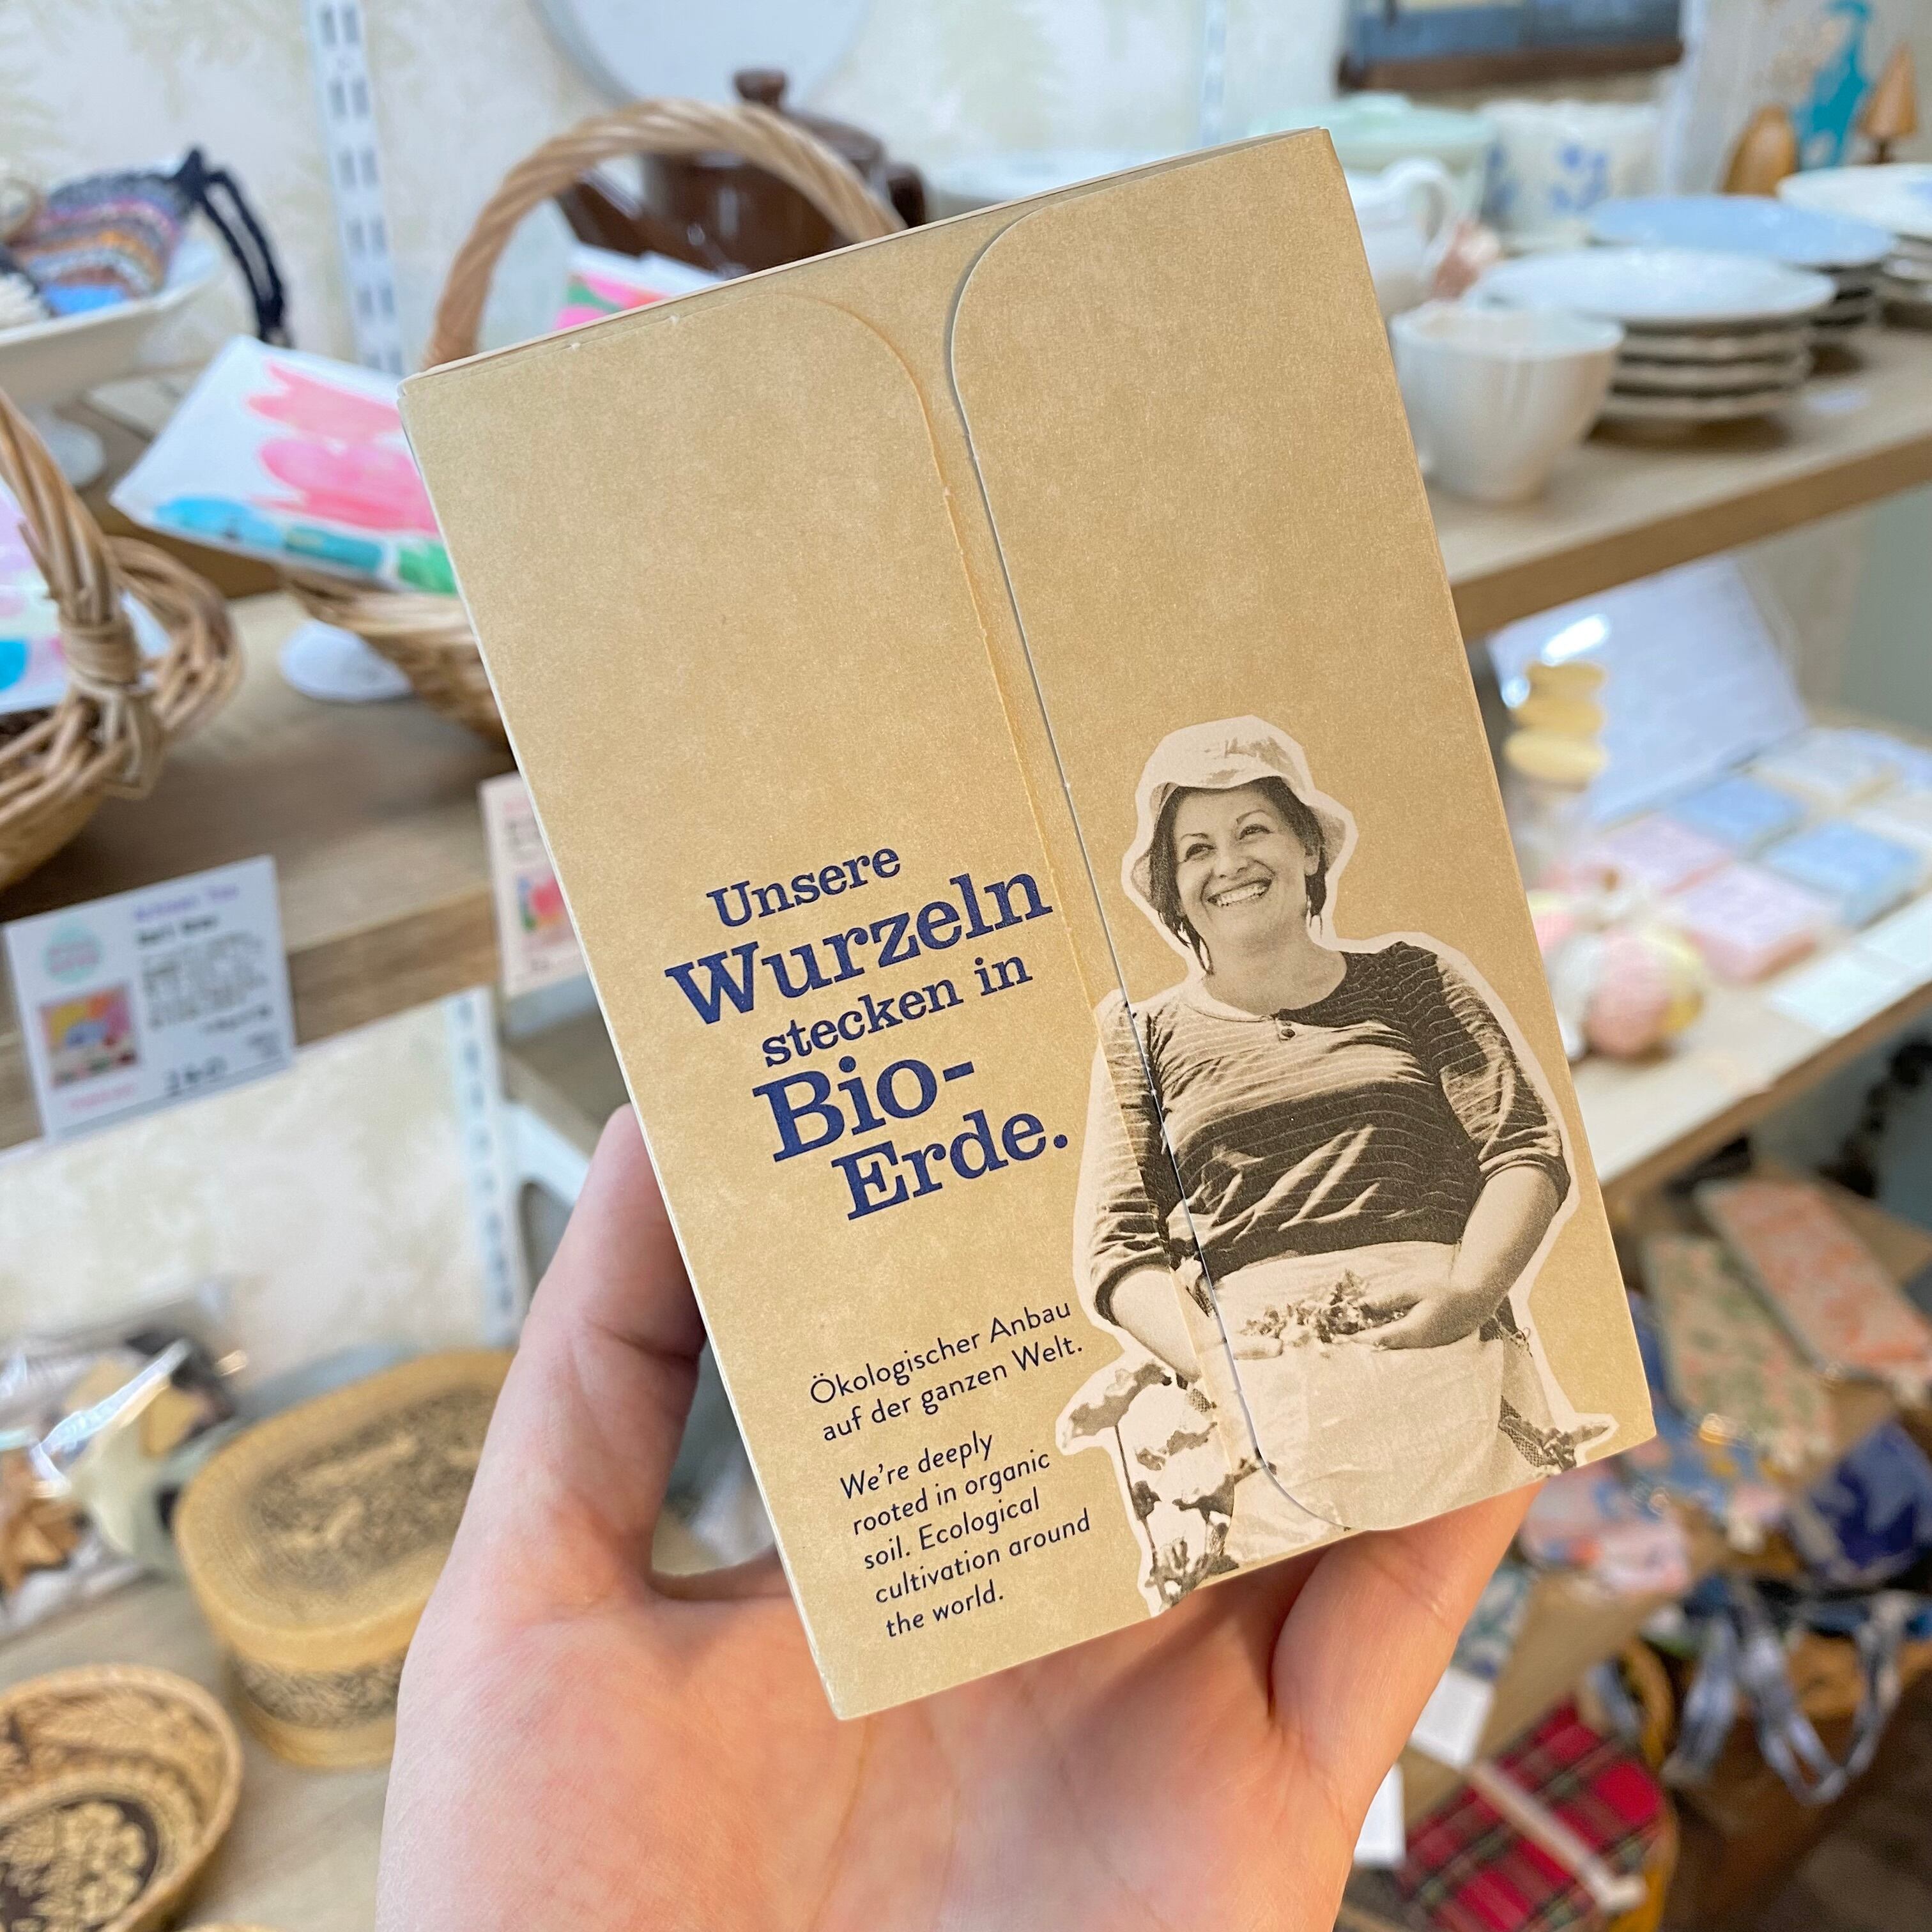 Unsere
Wurzeln
stecken in
Bio-
Erde.
Ökologischer Anbau
auf der ganzen Welt.
We're deeply
rooted in organic
soil. Ecological
cultivation around
the world.